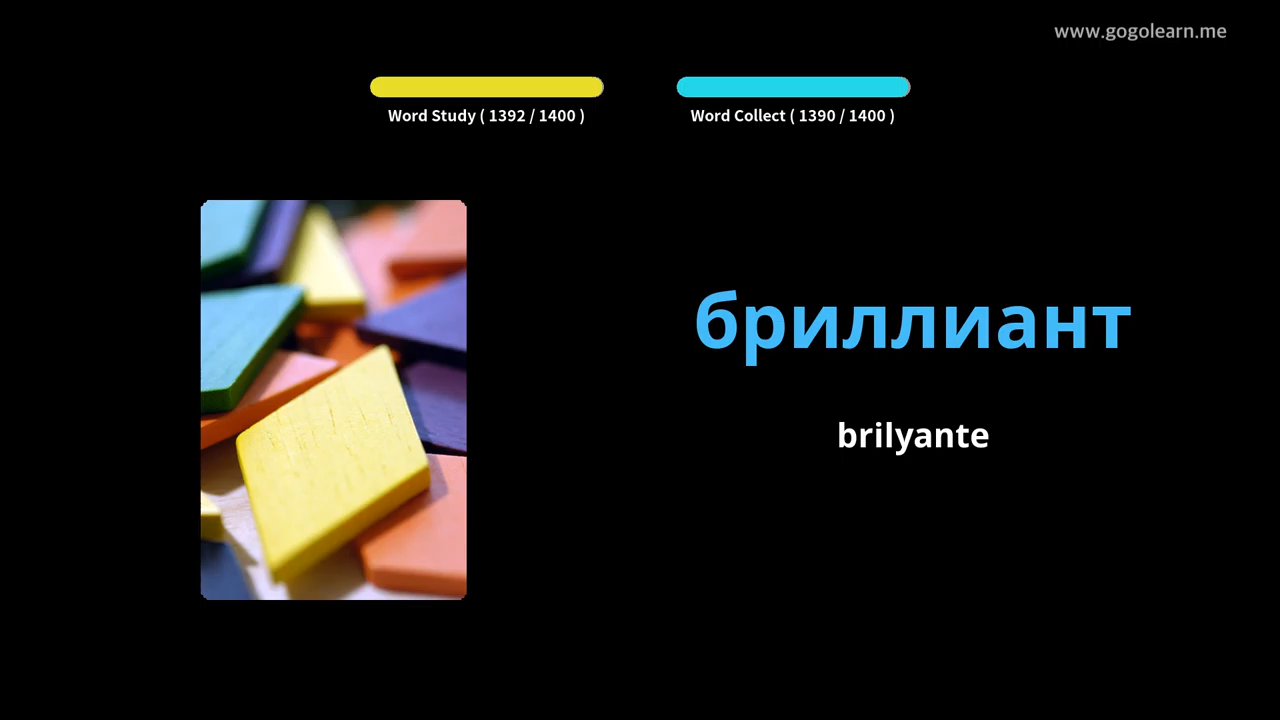 www.gogolearn.me
Word Study ( 1392 / 1400 )
Word Collect ( 1390 / 1400 )
бриллиант
brilyante